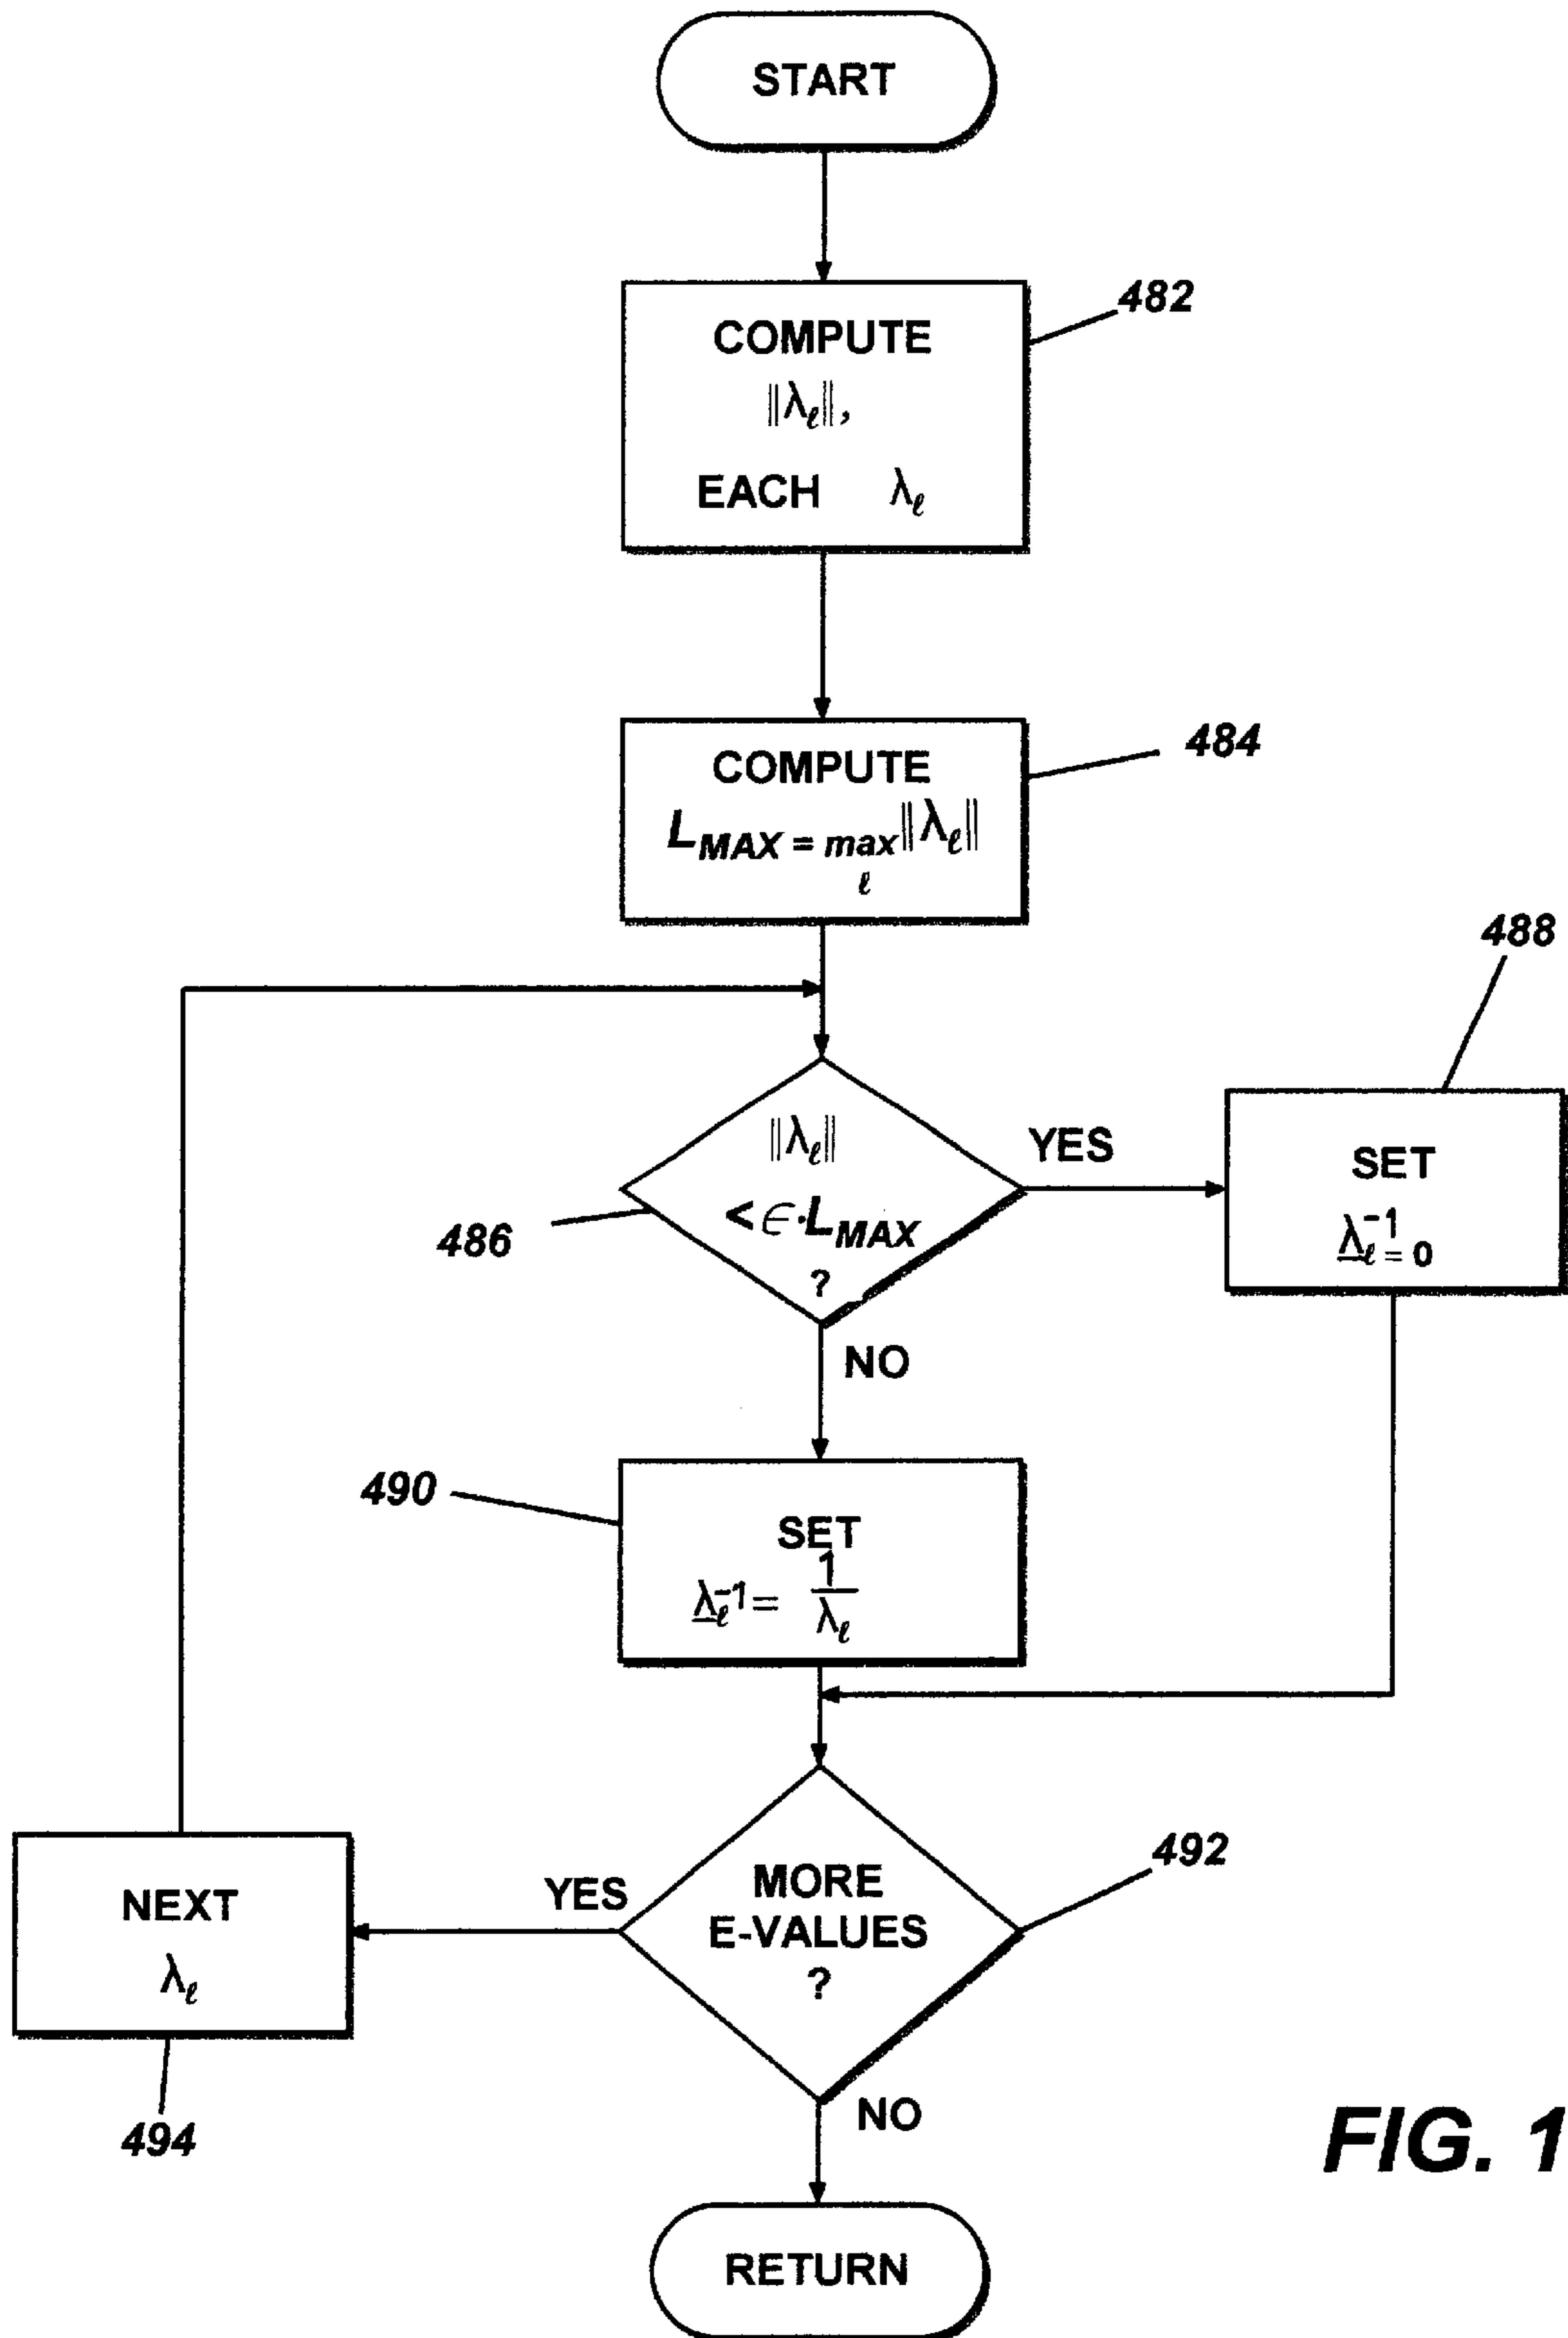 START
482
COMPUTE
‖λℓ‖,
EACH λℓ
484
COMPUTE
LMAX = max‖λℓ‖
ℓ
488
‖λℓ‖
< ∈·LMAX
?
YES
486
SET
λℓ⁻¹ = 0
NO
490
SET
λℓ⁻¹ = 1/λℓ
492
MORE
E-VALUES
?
YES
NEXT
λℓ
494
NO
FIG. 1
RETURN